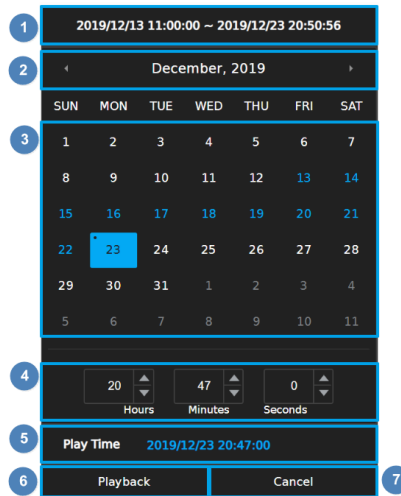 1 2019/12/13 11:00:00 ~ 2019/12/23 20:50:56
2 December, 2019
SUN MON TUE WED THU FRI SAT
3 1 2 3 4 5 6 7
8 9 10 11 12 13 14
15 16 17 18 19 20 21
22 23 24 25 26 27 28
29 30 31 1 2 3 4
5 6 7 8 9 10 11
4 20 47 0
Hours Minutes Seconds
5 Play Time 2019/12/23 20:47:00
6 Playback Cancel 7